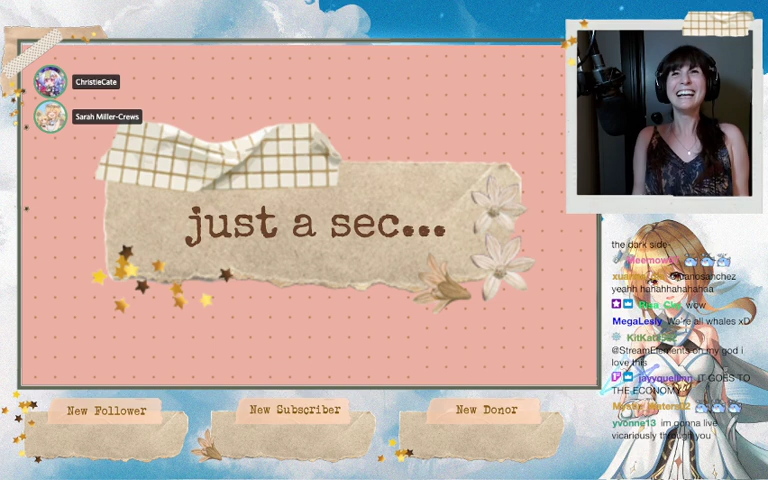 ChristieCate
Sarah Miller-Crews
just a sec...
the dark side-
xuan
yeahh hahahhahahahaa
wow
MegaLesly We're all whales xD
KitKat
@StreamElements oh my god i
love this
IT GOES TO
THE ECONOMY
yvonne13 im gonna live
vicariously through you
New Follower
New Subscriber
New Donor